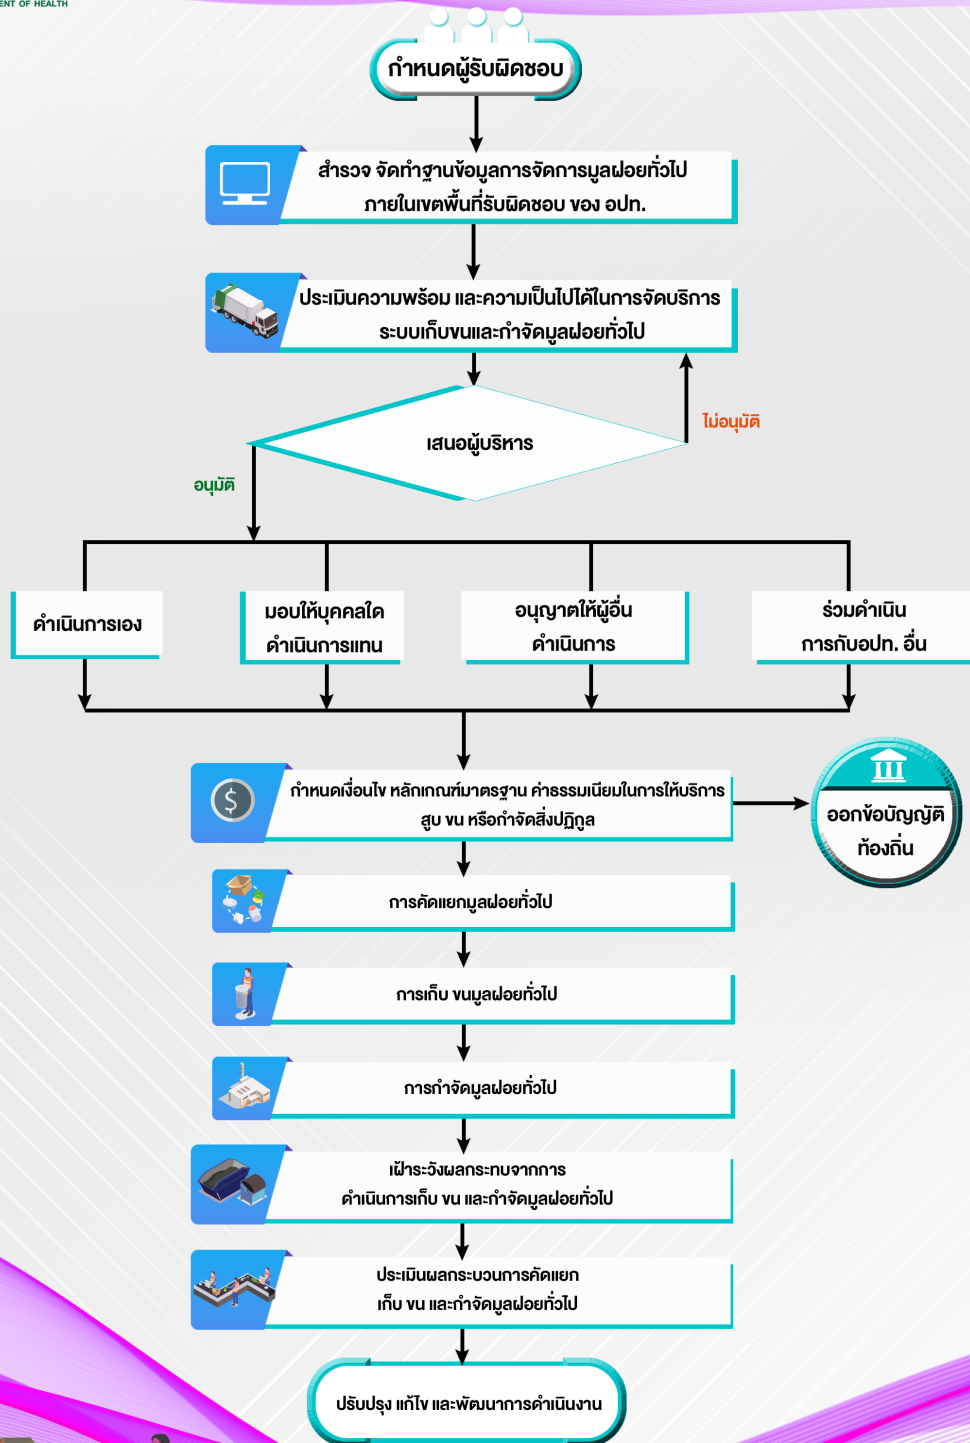 ENT OF HEALTH
กำหนดผู้รับผิดชอบ
สำรวจ จัดทำฐานข้อมูลการจัดการมูลฝอยทั่วไป
ภายในเขตพื้นที่รับผิดชอบ ของ อปท.
ประเมินความพร้อม และความเป็นไปได้ในการจัดบริการ
ระบบเก็บขนและกำจัดมูลฝอยทั่วไป
เสนอผู้บริหาร
ไม่อนุมัติ
อนุมัติ
ดำเนินการเอง
มอบให้บุคคลใด
ดำเนินการแทน
อนุญาตให้ผู้อื่น
ดำเนินการ
ร่วมดำเนิน
การกับอปท. อื่น
กำหนดเงื่อนไข หลักเกณฑ์มาตรฐาน ค่าธรรมเนียมในการให้บริการ
สูบ ขน หรือกำจัดสิ่งปฏิกูล
ออกข้อบัญญัติ
ท้องถิ่น
การคัดแยกมูลฝอยทั่วไป
การเก็บ ขนมูลฝอยทั่วไป
การกำจัดมูลฝอยทั่วไป
เฝ้าระวังผลกระทบจากการ
ดำเนินการเก็บ ขน และกำจัดมูลฝอยทั่วไป
ประเมินผลกระบวนการคัดแยก
เก็บ ขน และกำจัดมูลฝอยทั่วไป
ปรับปรุง แก้ไข และพัฒนาการดำเนินงาน